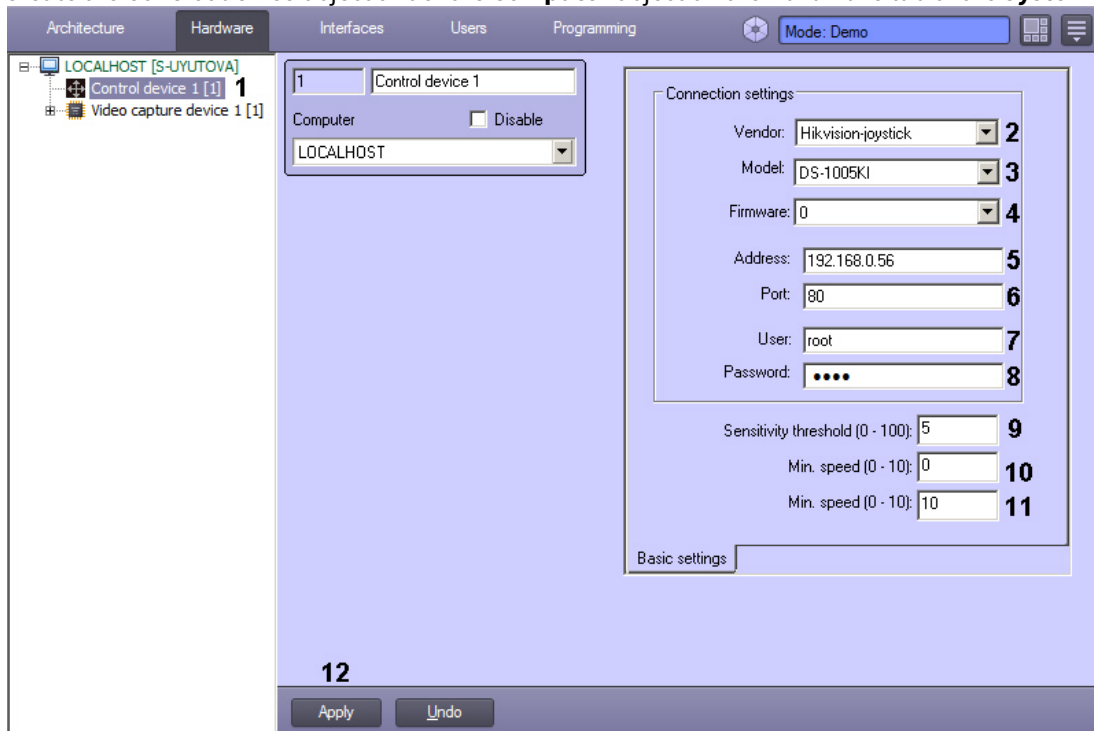 Architecture Hardware Interfaces Users Programming Mode: Demo
LOCALHOST [S-UYUTOVA]
Control device 1 [1] 1
Video capture device 1 [1]
1 Control device 1
Computer Disable
LOCALHOST
Connection settings
Vendor: Hikvision-joystick 2
Model: DS-1005KI 3
Firmware: 0 4
Address: 192.168.0.56 5
Port: 80 6
User: root 7
Password: •••• 8
Sensitivity threshold (0 - 100): 5 9
Min. speed (0 - 10): 0 10
Min. speed (0 - 10): 10 11
Basic settings
12
Apply Undo